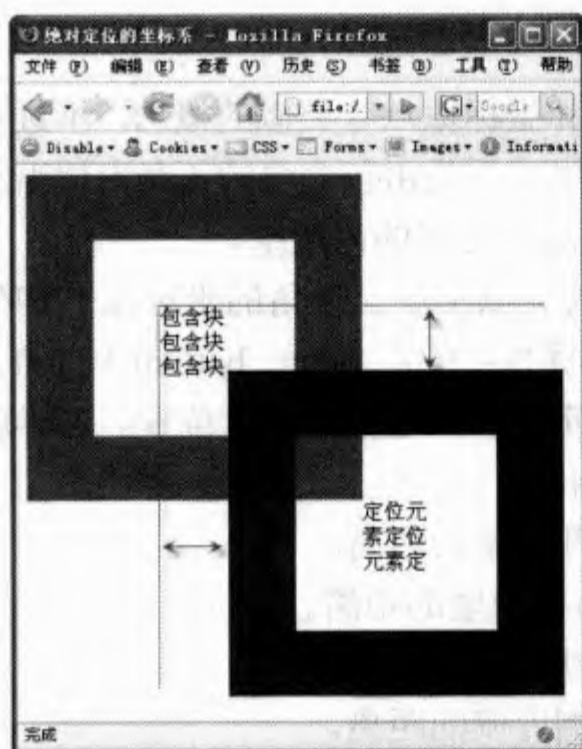 绝对定位的坐标系 - Mozilla Firefox
文件 (F) 编辑 (E) 查看 (V) 历史 (S) 书签 (B) 工具 (T) 帮助
file:/. G Google
Disable Cookies CSS Forms Images Informati
包含块
包含块
包含块
定位元
素定位
元素定
完成